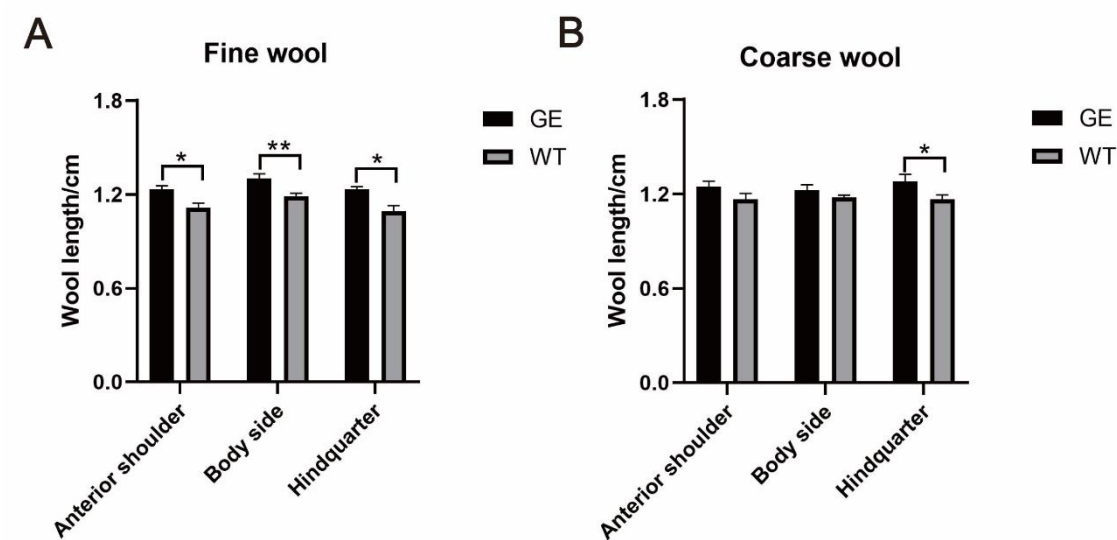 A
Fine wool
Wool length/cm
1.8
1.2
0.6
0.0
*
**
*
GE
WT
Anterior shoulder
Body side
Hindquarter
B
Coarse wool
Wool length/cm
1.8
1.2
0.6
0.0
*
GE
WT
Anterior shoulder
Body side
Hindquarter